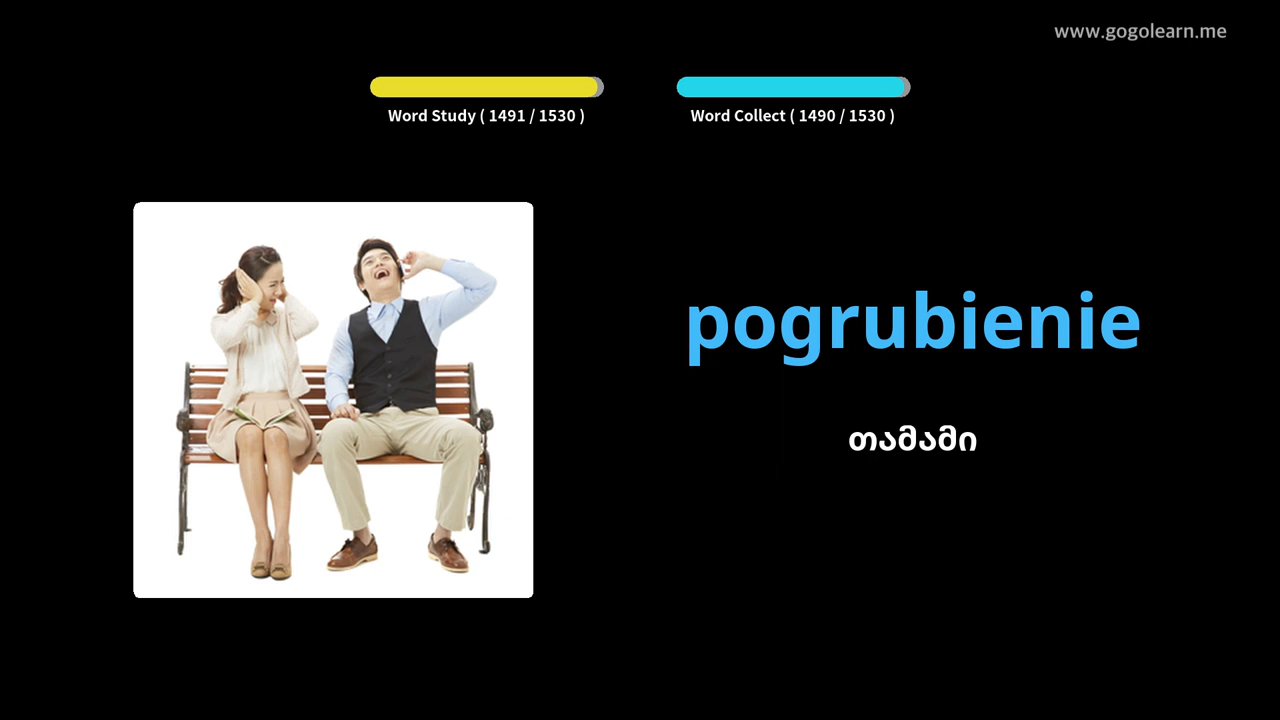 www.gogolearn.me
Word Study ( 1491 / 1530 )
Word Collect ( 1490 / 1530 )
pogrubienie
თამამი